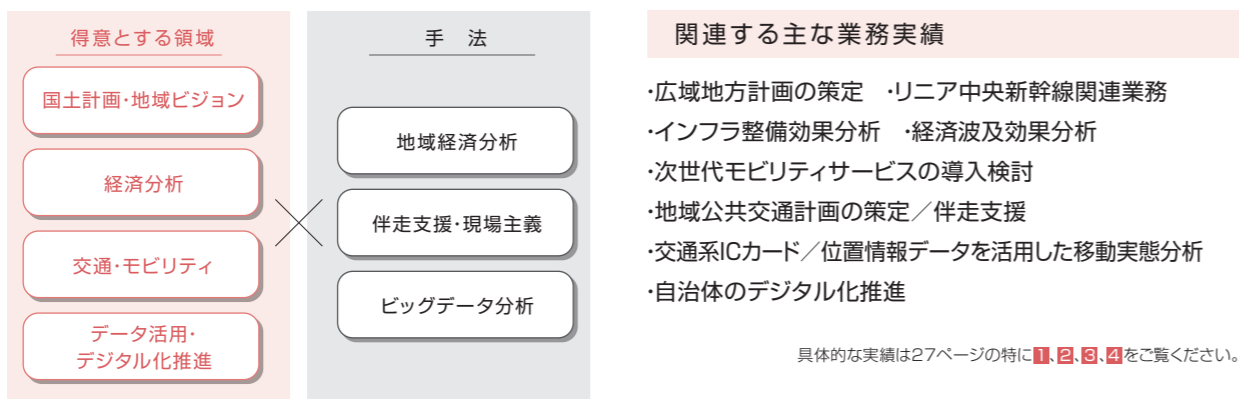 得意とする領域
国土計画・地域ビジョン
経済分析
交通・モビリティ
データ活用・
デジタル化推進
手 法
地域経済分析
伴走支援・現場主義
ビッグデータ分析
関連する主な業務実績
・広域地方計画の策定 ・リニア中央新幹線関連業務
・インフラ整備効果分析 ・経済波及効果分析
・次世代モビリティサービスの導入検討
・地域公共交通計画の策定／伴走支援
・交通系ICカード／位置情報データを活用した移動実態分析
・自治体のデジタル化推進
具体的な実績は27ページの特に1、2、3、4をご覧ください。